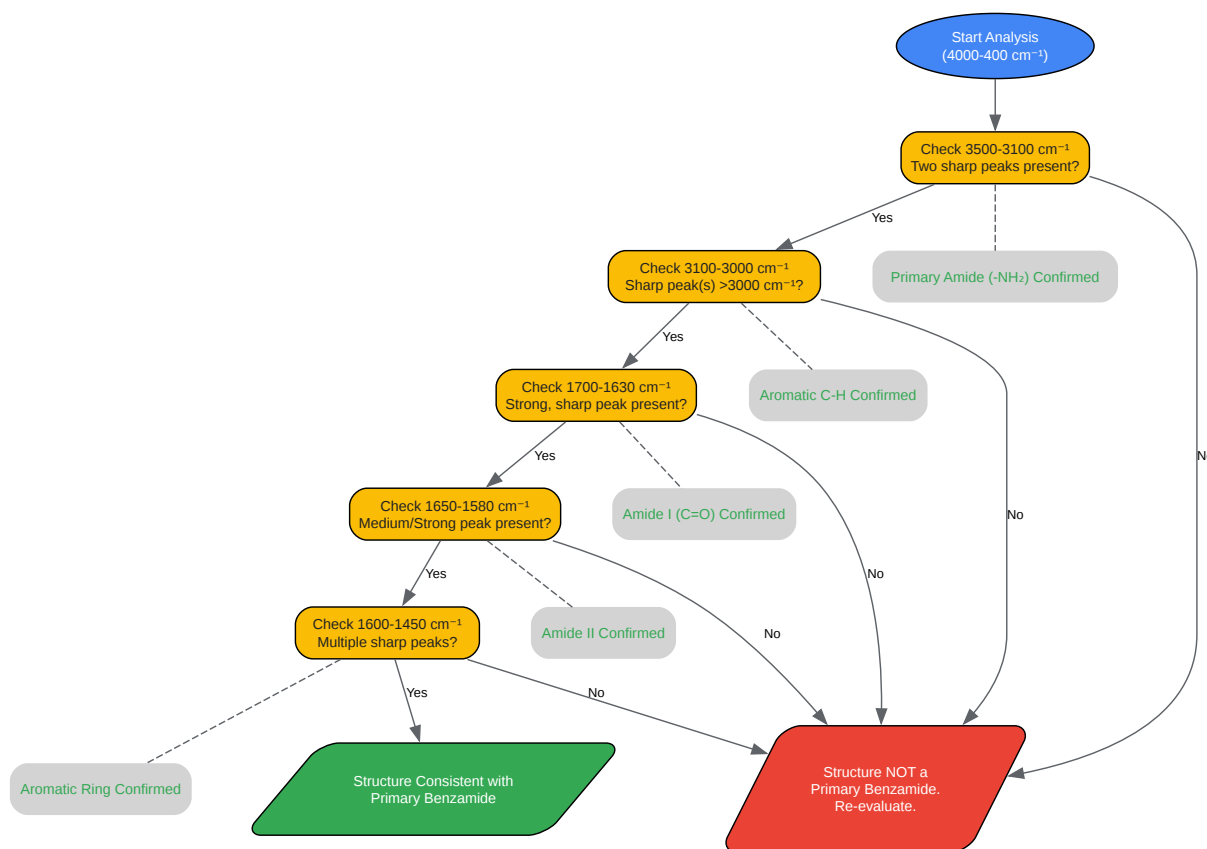 Start Analysis
(4000-400 cm⁻¹)
Check 3500-3100 cm⁻¹
Two sharp peaks present?
Yes
Check 3100-3000 cm⁻¹
Sharp peak(s) >3000 cm⁻¹?
Primary Amide (-NH₂) Confirmed
Yes
Check 1700-1630 cm⁻¹
Strong, sharp peak present?
Aromatic C-H Confirmed
Yes
N
Check 1650-1580 cm⁻¹
Medium/Strong peak present?
Amide I (C=O) Confirmed
No
Yes
No
Check 1600-1450 cm⁻¹
Multiple sharp peaks?
Amide II Confirmed
No
Yes
No
Aromatic Ring Confirmed
Structure Consistent with
Primary Benzamide
Structure NOT a
Primary Benzamide.
Re-evaluate.